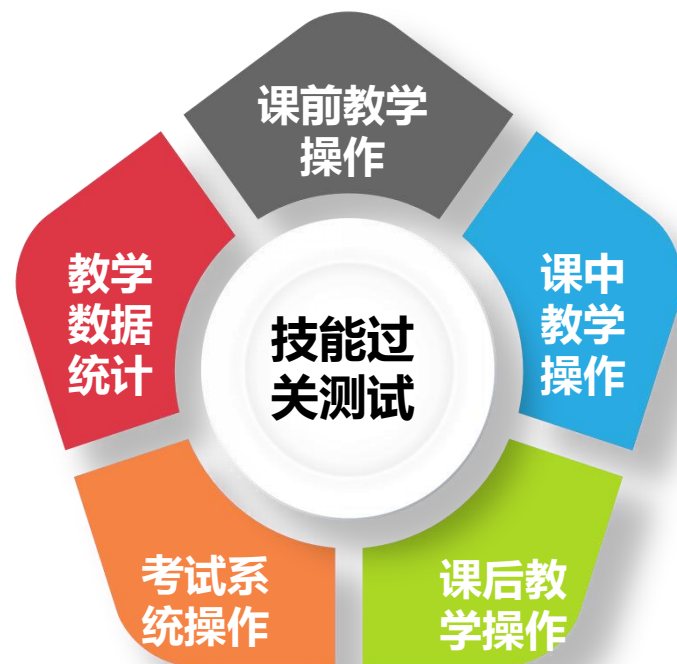 课前教学
操作
课中
教学
操作
课后教
学操作
考试系
统操作
教学
数据
统计
技能过
关测试